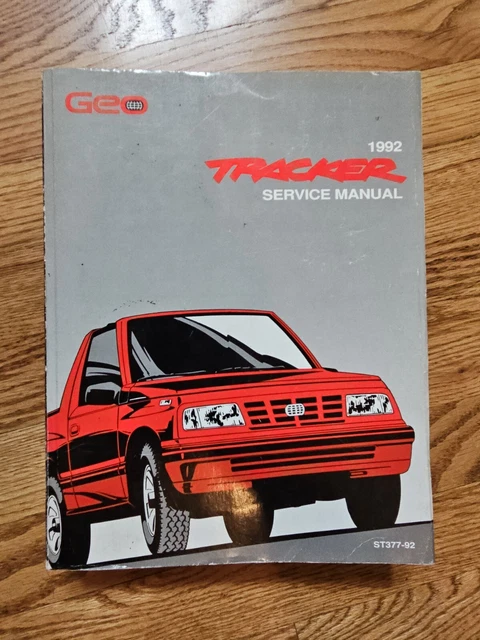 Geo
1992
TRACKER
SERVICE MANUAL
ST377-92